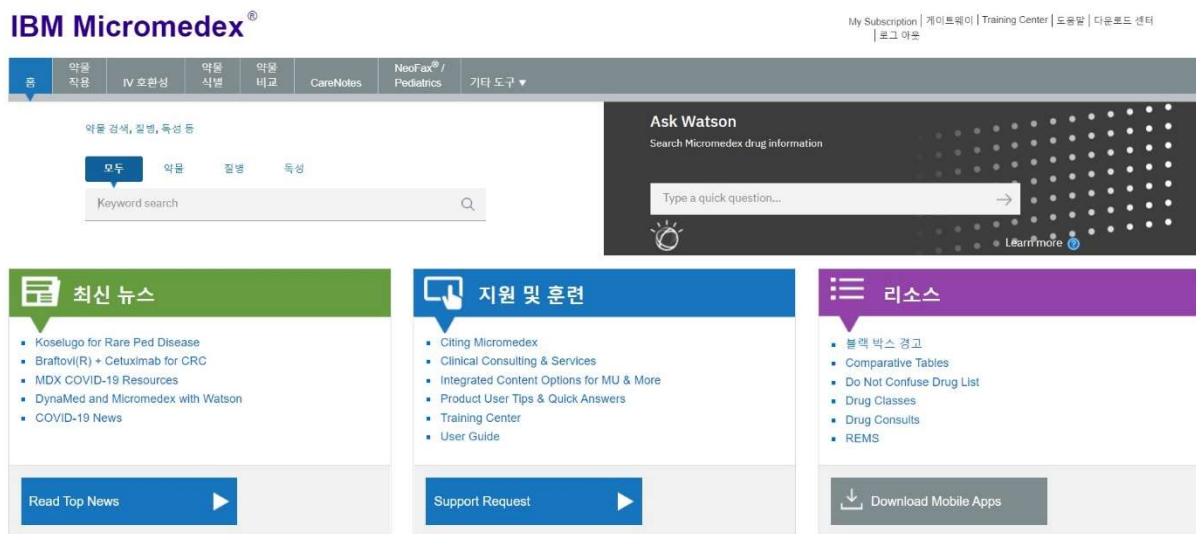 IBM Micromedex®
My Subscription | 게이트웨이 | Training Center | 도움말 | 다운로드 센터
| 로그 아웃
홈
약물
작용
IV 호환성
약물
식별
약물
비교
CareNotes
NeoFax® /
Pediatrics
기타 도구 ▼
약물 검색, 질병, 독성 등
모두 약물 질병 독성
Keyword search
Ask Watson
Search Micromedex drug information
Type a quick question...
Learn more ?
최신 뉴스
Koselugo for Rare Ped Disease
Braftovi(R) + Cetuximab for CRC
MDX COVID-19 Resources
DynaMed and Micromedex with Watson
COVID-19 News
Read Top News
지원 및 훈련
Citing Micromedex
Clinical Consulting & Services
Integrated Content Options for MU & More
Product User Tips & Quick Answers
Training Center
User Guide
Support Request
리소스
블랙 박스 경고
Comparative Tables
Do Not Confuse Drug List
Drug Classes
Drug Consults
REMS
Download Mobile Apps